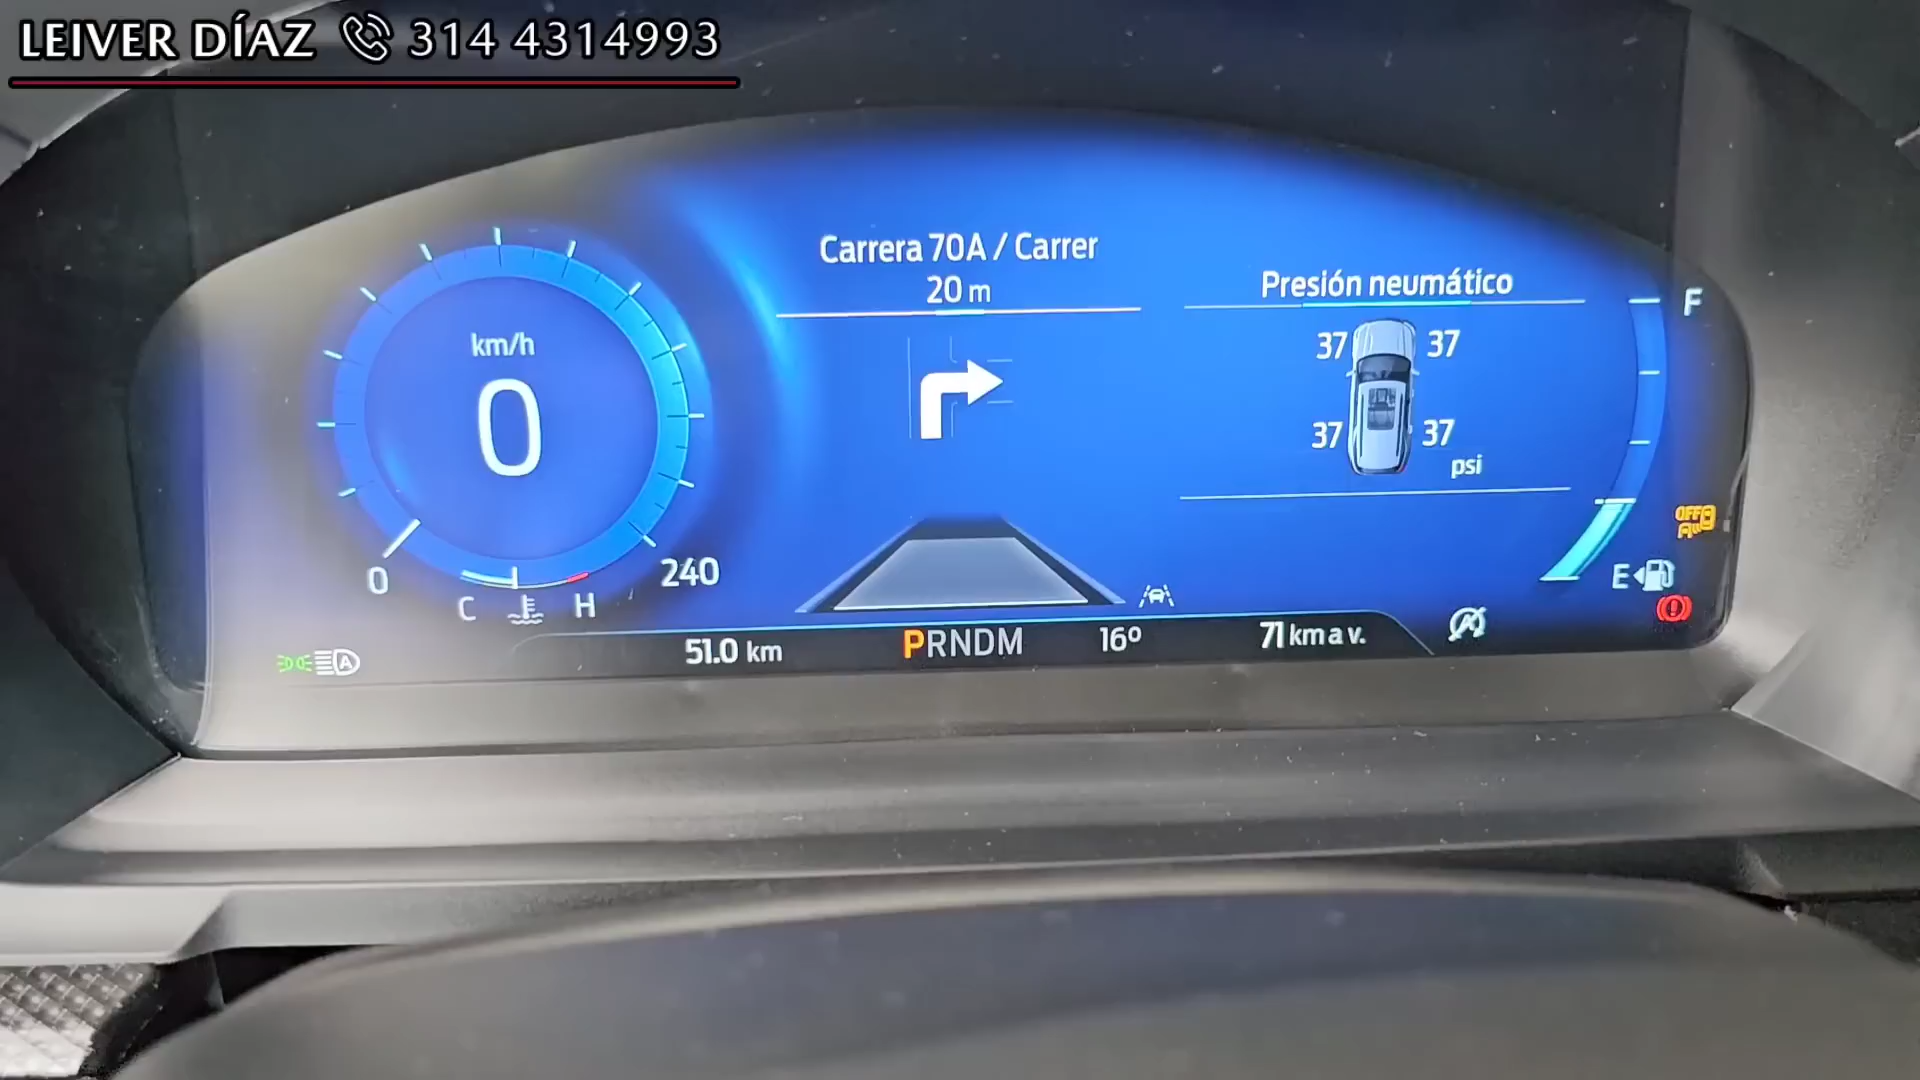 LEIVER DÍAZ 314 4314993
Carrera 70A / Carrer
20 m
Presión neumático
37 37
37 37
psi
km/h
0
0 240
C H
F
E
OFF
51.0 km PRNDM 16º 71 km a v.
A
A